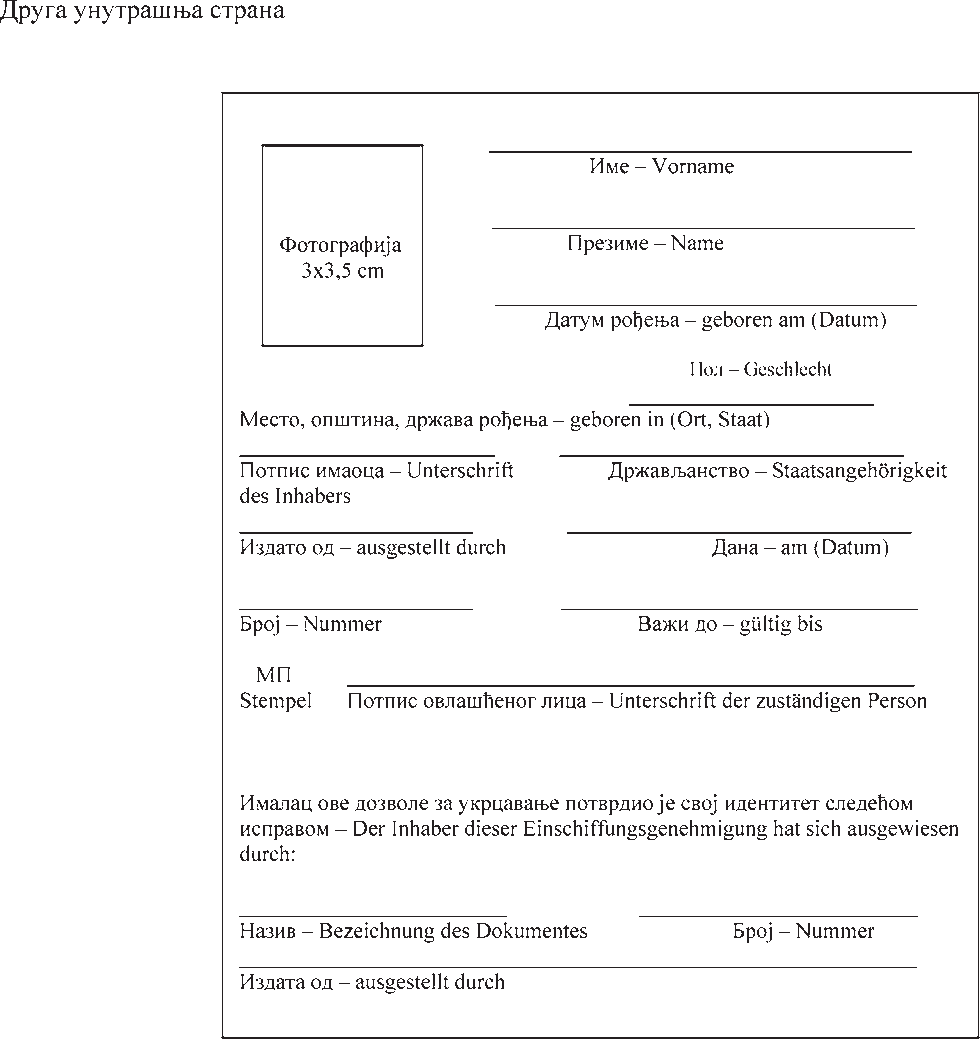 Друга унутрашња страна
Име – Vorname
Презиме – Name
Фотографија
3x3,5 cm
Датум рођења – geboren am (Datum)
Пол – Geschlecht
Место, општина, држава рођења – geboren in (Ort, Staat)
Потпис имаоца – Unterschrift
des Inhabers
Држављанство – Staatsangehörigkeit
Издато од – ausgestellt durch
Дана – am (Datum)
Број – Nummer
Важи до – gültig bis
МП
Stempel
Потпис овлашћеног лица – Unterschrift der zuständigen Person
Ималац ове дозволе за укрцавање потврдио је свој идентитет следећом
исправом – Der Inhaber dieser Einschiffungsgenehmigung hat sich ausgewiesen
durch:
Назив – Bezeichnung des Dokumentes
Број – Nummer
Издата од – ausgestellt durch